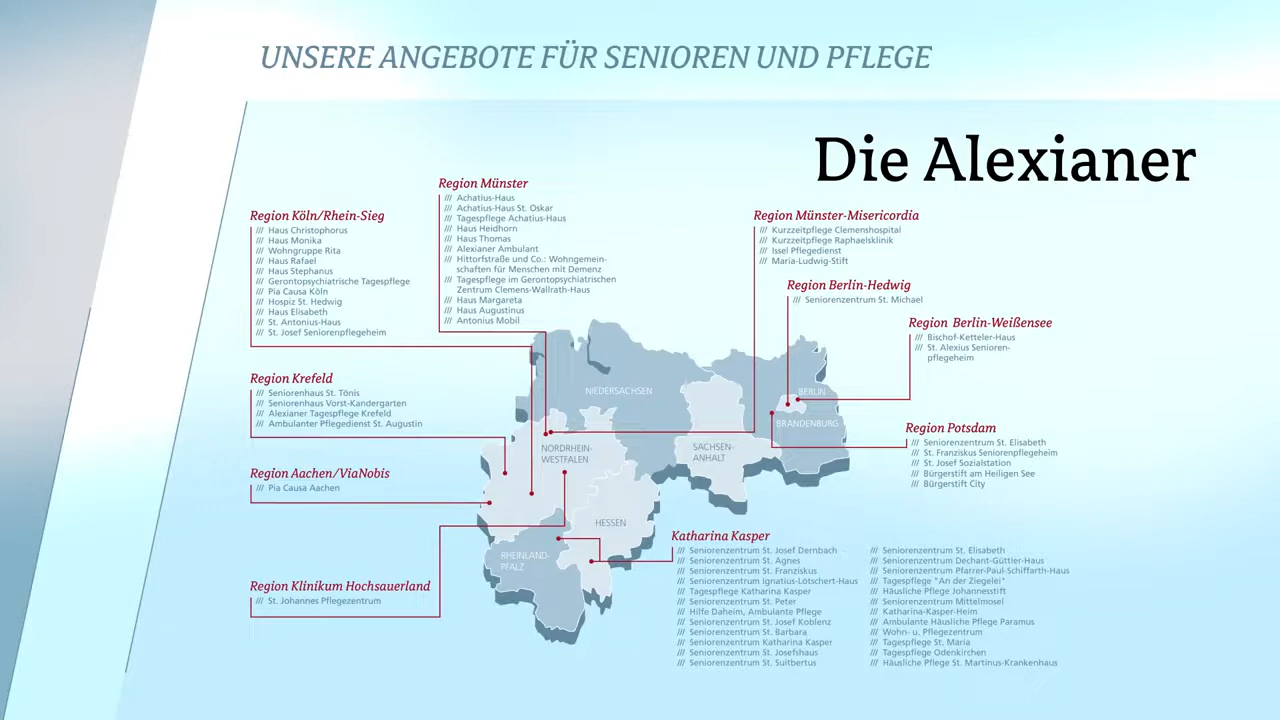 UNSERE ANGEBOTE FÜR SENIOREN UND PFLEGE
Die Alexianer
Region Köln/Rhein-Sieg
/// Haus Christophorus
/// Haus Monika
/// Wohngruppe Rita
/// Haus Rafael
/// Haus Stephanus
/// Gerontopsychiatrische Tagespflege
/// Pia Causa Köln
/// Hospiz St. Hedwig
/// Haus Elisabeth
/// St. Antonius-Haus
/// St. Josef Seniorenpflegeheim
Region Münster
/// Achatius-Haus
/// Achatius-Haus St. Oskar
/// Tagespflege Achatius-Haus
/// Haus Heidhorn
/// Haus Thomas
/// Alexianer Ambulant
/// Hittorfstraße und Co.: Wohngemein-
schaften für Menschen mit Demenz
/// Tagespflege im Gerontopsychiatrischen
Zentrum Clemens-Wallrath-Haus
/// Haus Margareta
/// Haus Augustinus
/// Antonius Mobil
Region Münster-Misericordia
/// Kurzzeitpflege Clemenshospital
/// Kurzzeitpflege Raphaelsklinik
/// Issel Pflegedienst
/// Maria-Ludwig-Stift
Region Berlin-Hedwig
/// Seniorenzentrum St. Michael
Region Berlin-Weißensee
/// Bischof-Ketteler-Haus
/// St. Alexius Senioren-
pflegeheim
Region Krefeld
/// Seniorenhaus St. Tönis
/// Seniorenhaus Vorst-Kandergarten
/// Alexianer Tagespflege Krefeld
/// Ambulanter Pflegedienst St. Augustin
Region Aachen/ViaNobis
/// Pia Causa Aachen
Region Klinikum Hochsauerland
/// St. Johannes Pflegezentrum
NIEDERSACHSEN
BERLIN
BRANDENBURG
NORDRHEIN-
WESTFALEN
SACHSEN-
ANHALT
HESSEN
RHEINLAND-
PFALZ
Region Potsdam
/// Seniorenzentrum St. Elisabeth
/// St. Franziskus Seniorenpflegeheim
/// St. Josef Sozialstation
/// Bürgerstift am Heiligen See
/// Bürgerstift City
Katharina Kasper
/// Seniorenzentrum St. Josef Dernbach
/// Seniorenzentrum St. Agnes
/// Seniorenzentrum St. Franziskus
/// Seniorenzentrum Ignatius-Lötschert-Haus
/// Tagespflege Katharina Kasper
/// Seniorenzentrum St. Peter
/// Hilfe Daheim, Ambulante Pflege
/// Seniorenzentrum St. Josef Koblenz
/// Seniorenzentrum St. Barbara
/// Seniorenzentrum Katharina Kasper
/// Seniorenzentrum St. Josefshaus
/// Seniorenzentrum St. Suitbertus
/// Seniorenzentrum St. Elisabeth
/// Seniorenzentrum Dechant-Güttler-Haus
/// Seniorenzentrum Pfarrer-Paul-Schiffarth-Haus
/// Tagespflege "An der Ziegelei"
/// Häusliche Pflege Johannesstift
/// Seniorenzentrum Mittelmosel
/// Katharina-Kasper-Heim
/// Ambulante Häusliche Pflege Paramus
/// Wohn- u. Pflegezentrum
/// Tagespflege St. Maria
/// Tagespflege Odenkirchen
/// Häusliche Pflege St. Martinus-Krankenhaus